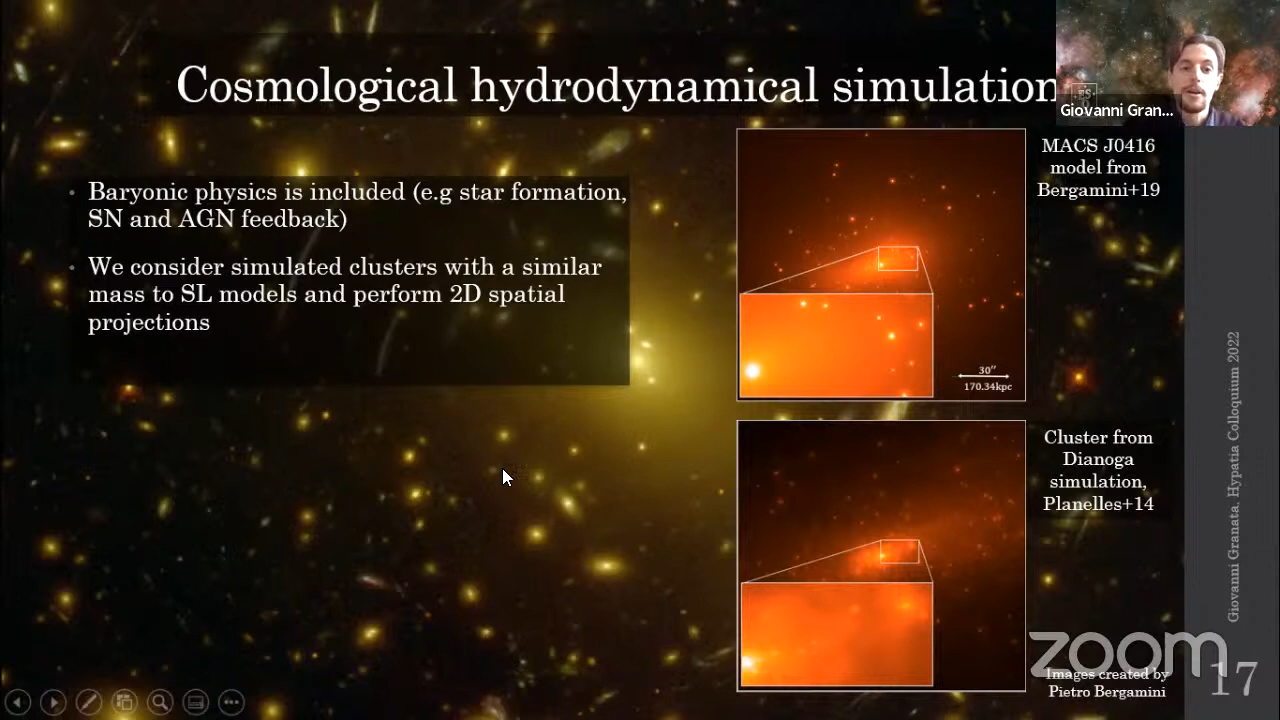 Cosmological hydrodynamical simulation
Giovanni Gran...
Baryonic physics is included (e.g star formation,
SN and AGN feedback)
We consider simulated clusters with a similar
mass to SL models and perform 2D spatial
projections
MACS J0416
model from
Bergamini+19
30″
170.34kpc
Cluster from
Dianoga
simulation,
Planelles+14
Images created by
Pietro Bergamini
Giovanni Granata, Hypatia Colloquium 2022
zoom
17